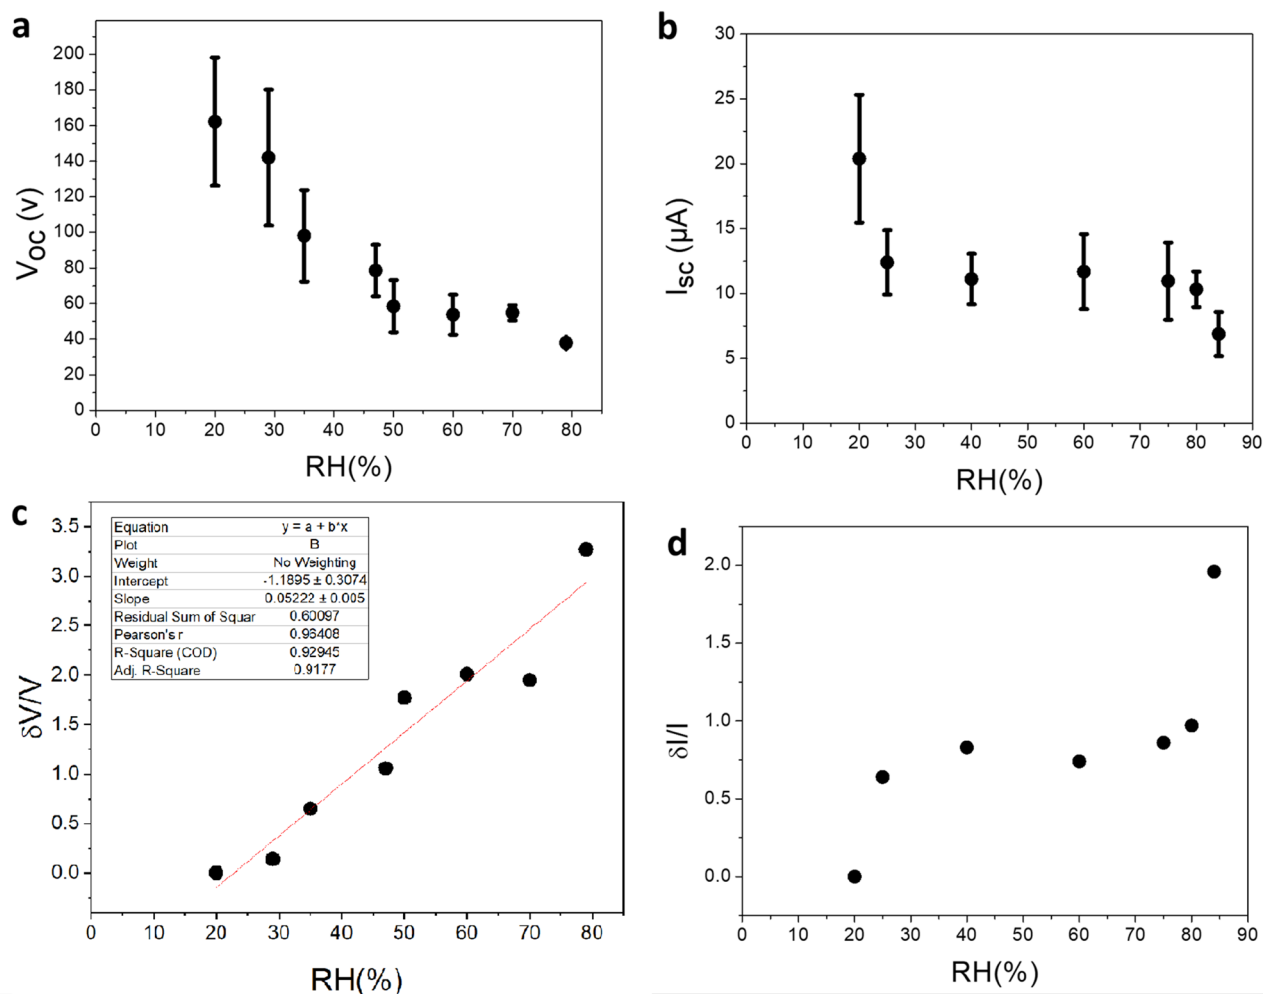 a
200
180
160
140
120
100
80
60
40
20
0
V OC (v)
0 10 20 30 40 50 60 70 80
RH(%)
b
30
25
20
15
10
5
0
I sc (µA)
0 10 20 30 40 50 60 70 80 90
RH(%)
c
3.5
3.0
2.5
2.0
1.5
1.0
0.5
0.0
δV/V
Equation y = a + b*x
Plot B
Weight No Weighting
Intercept -1.1895 ± 0.3074
Slope 0.05222 ± 0.005
Residual Sum of Squar 0.60097
Pearson's r 0.96408
R-Square (COD) 0.92945
Adj. R-Square 0.9177
0 10 20 30 40 50 60 70 80
RH(%)
d
2.0
1.5
1.0
0.5
0.0
δI/I
0 10 20 30 40 50 60 70 80 90
RH(%)